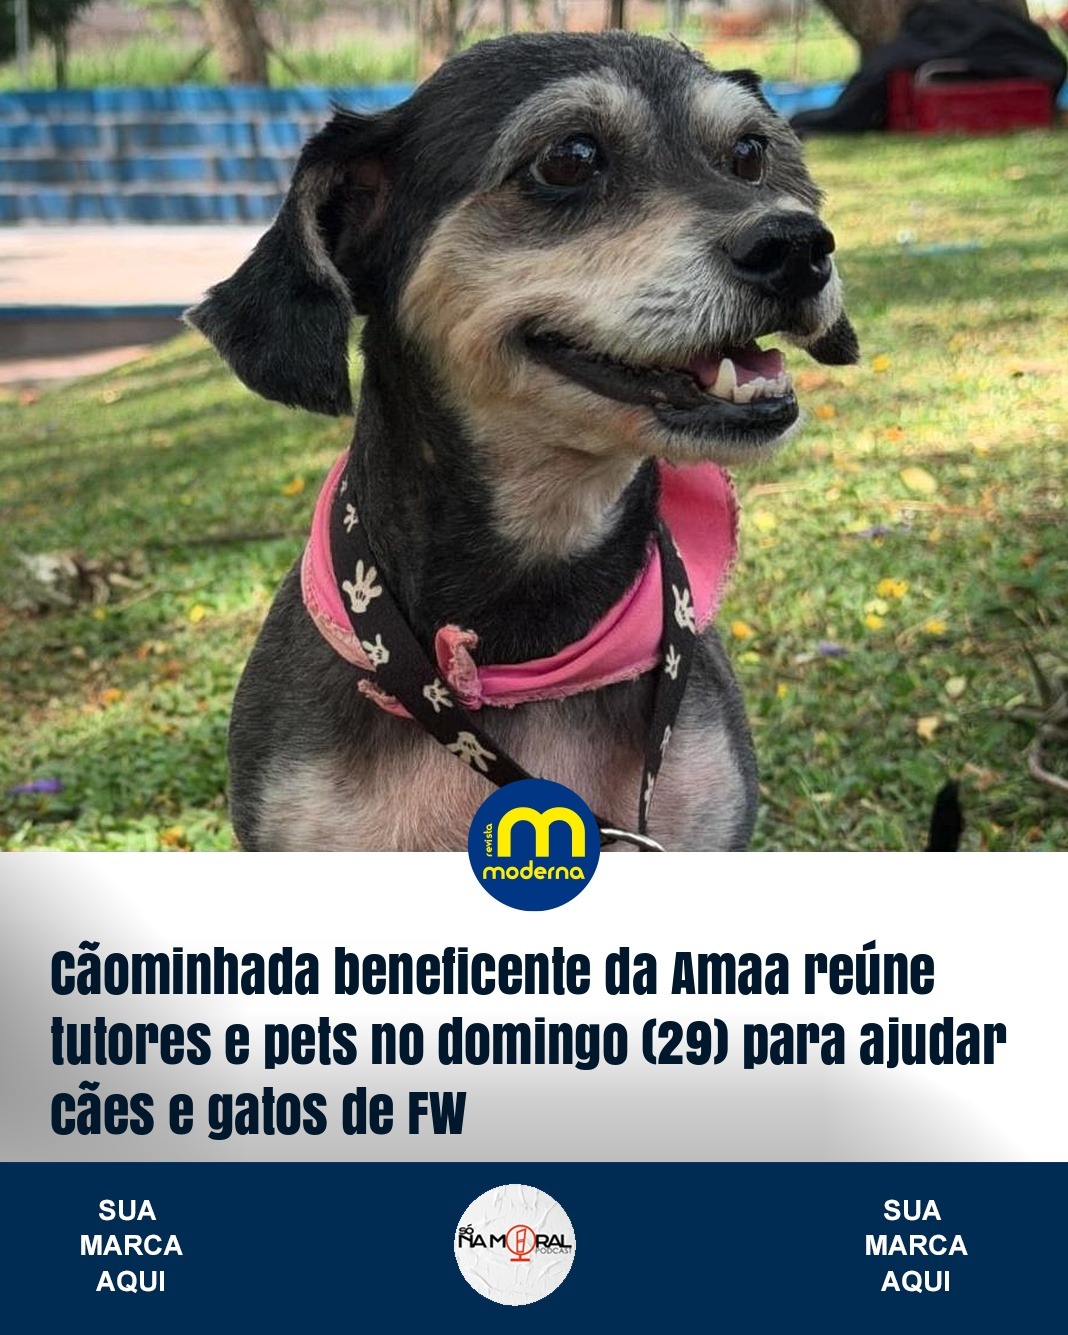 revista
m
moderna
Cãominhada beneficente da Amaa reúne
tutores e pets no domingo (29) para ajudar
cães e gatos de FW
SUA
MARCA
AQUI
SÓ
NA MORAL
PODCAST
SUA
MARCA
AQUI